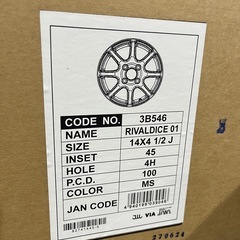 CODE NO. 3B546
NAME RIVALDICE 01
SIZE 14X4 1/2 J
INSET 45
HOLE 4H
P.C.D. 100
COLOR MS
JAN CODE
VIA JWL